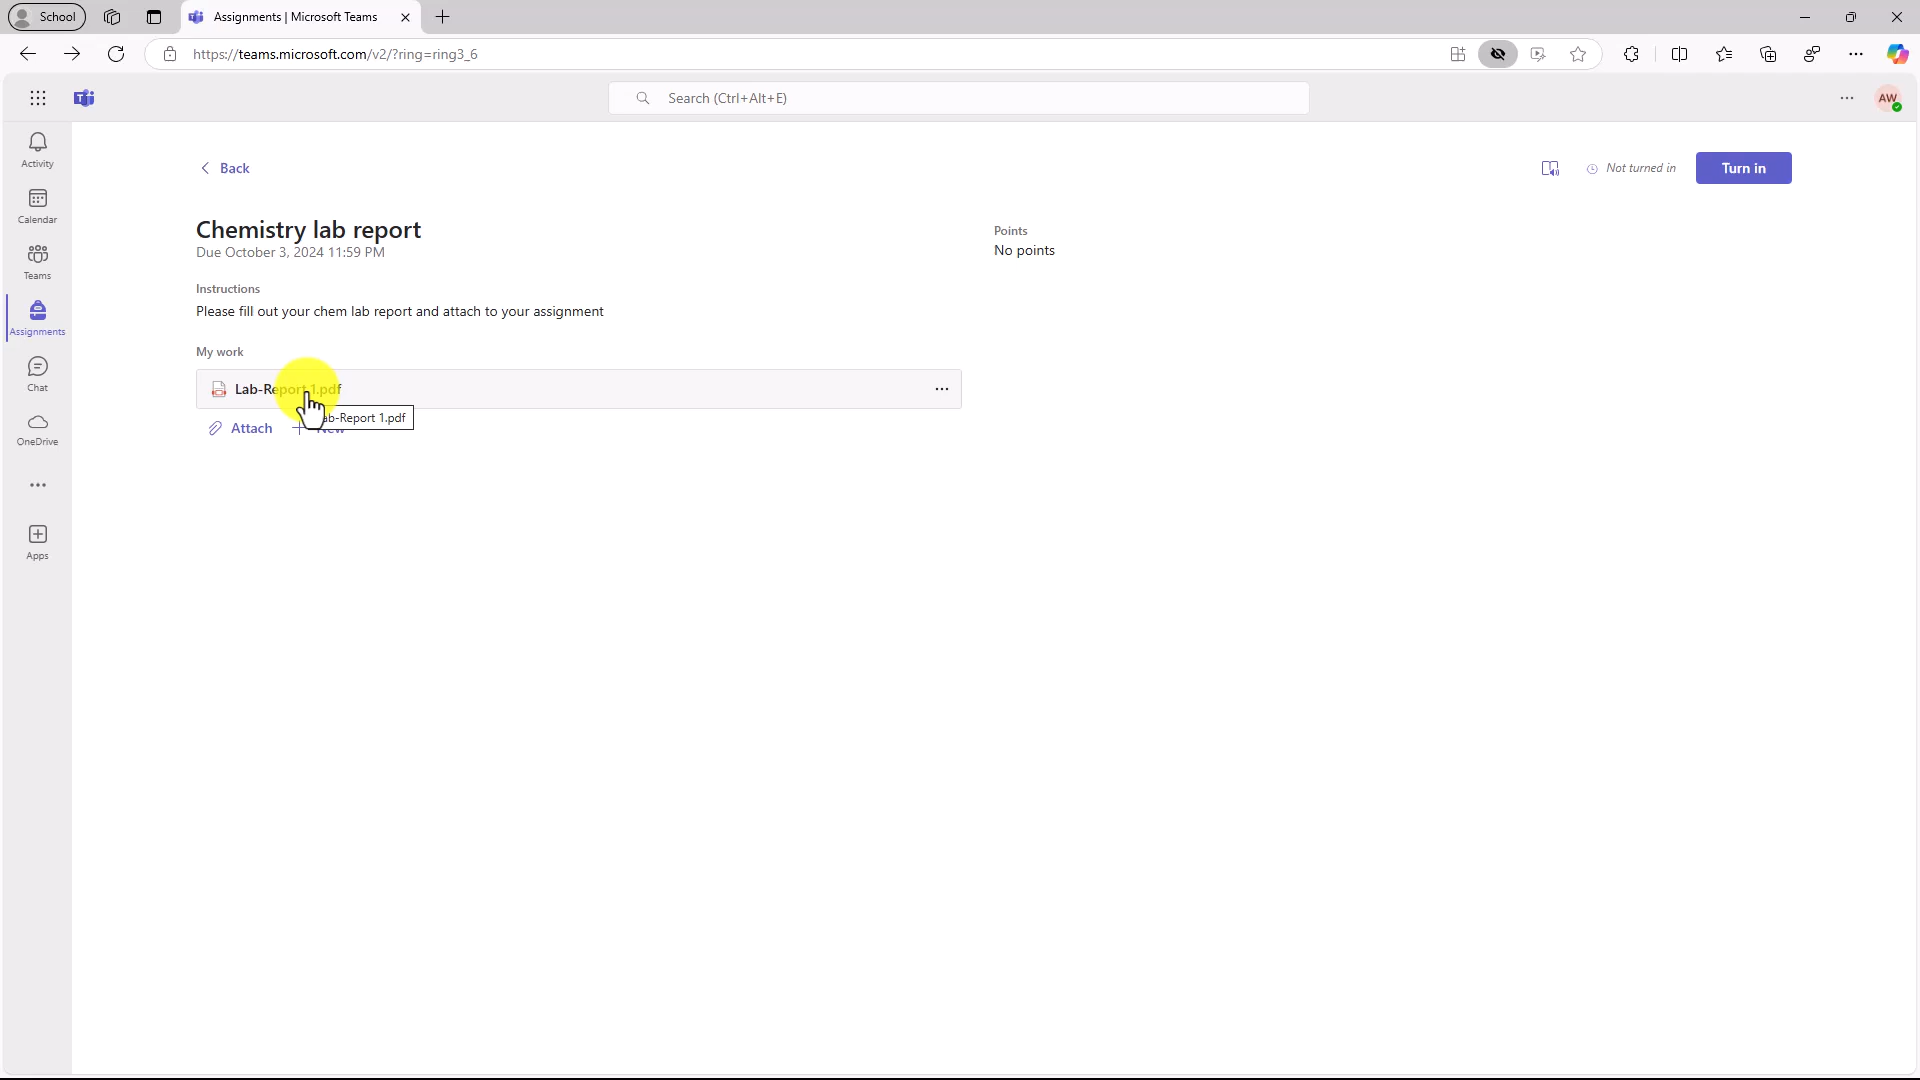 School
Assignments | Microsoft Teams
https://teams.microsoft.com/v2/?ring=ring3_6
Search (Ctrl+Alt+E)
AW
Activity
Calendar
Teams
Assignments
Chat
OneDrive
Apps
Back
Not turned in
Turn in
Chemistry lab report
Due October 3, 2024 11:59 PM
Points
No points
Instructions
Please fill out your chem lab report and attach to your assignment
My work
Lab-Report 1.pdf
ab-Report 1.pdf
Attach
New